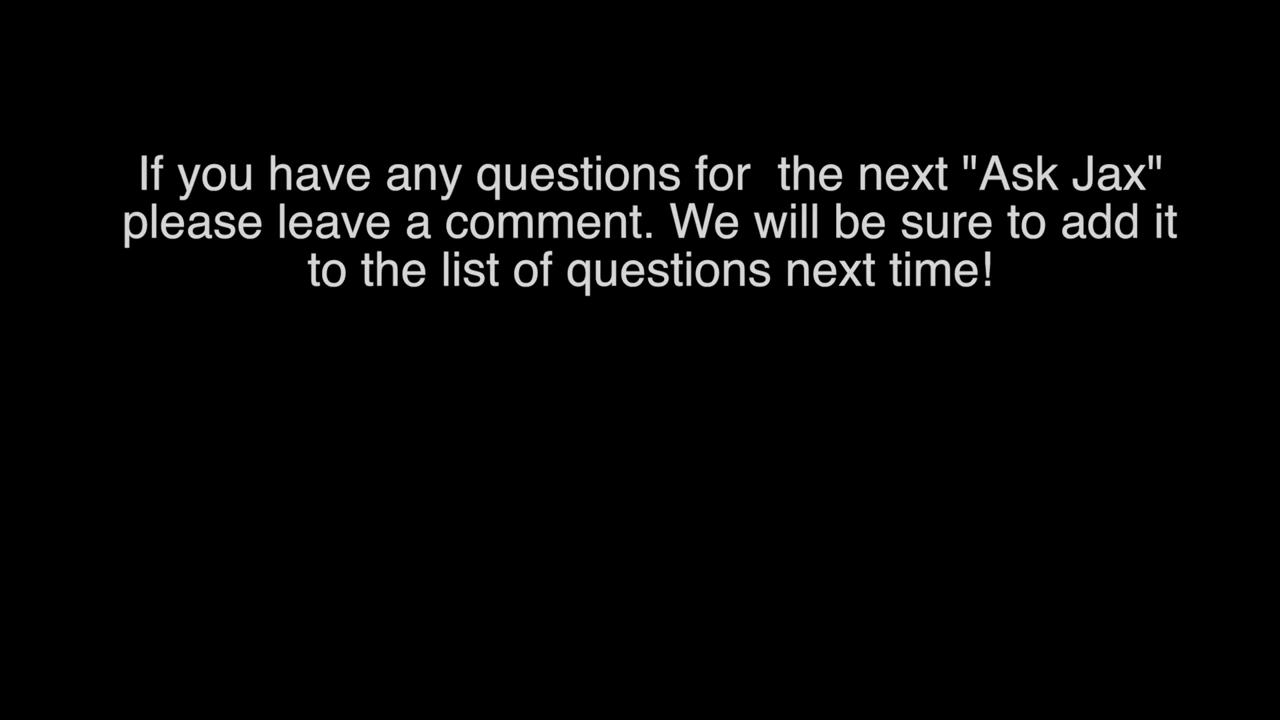 If you have any questions for  the next "Ask Jax"
please leave a comment. We will be sure to add it
to the list of questions next time!